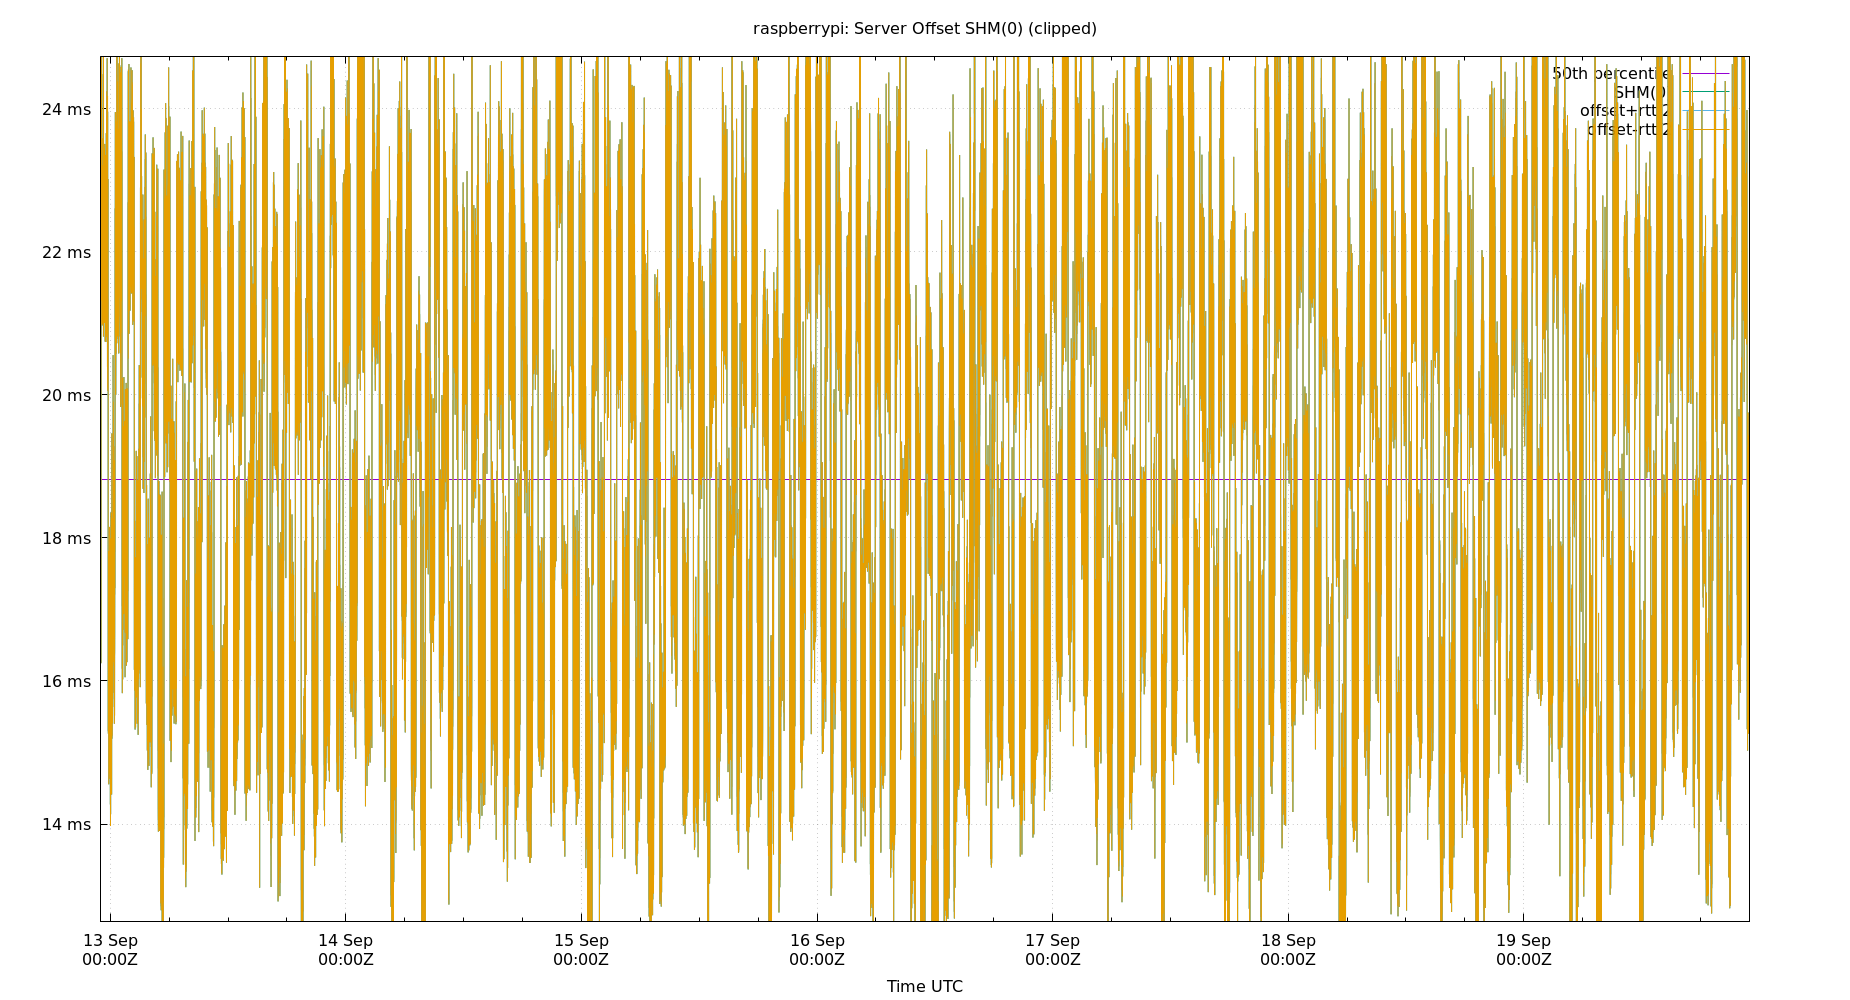 raspberrypi: Server Offset SHM(0) (clipped)
50th percentile
SHM(0)
offset+rtt/2
offset-rtt/2
24 ms
22 ms
20 ms
18 ms
16 ms
14 ms
13 Sep 14 Sep 15 Sep 16 Sep 17 Sep 18 Sep 19 Sep
00:00Z 00:00Z 00:00Z 00:00Z 00:00Z 00:00Z 00:00Z
Time UTC